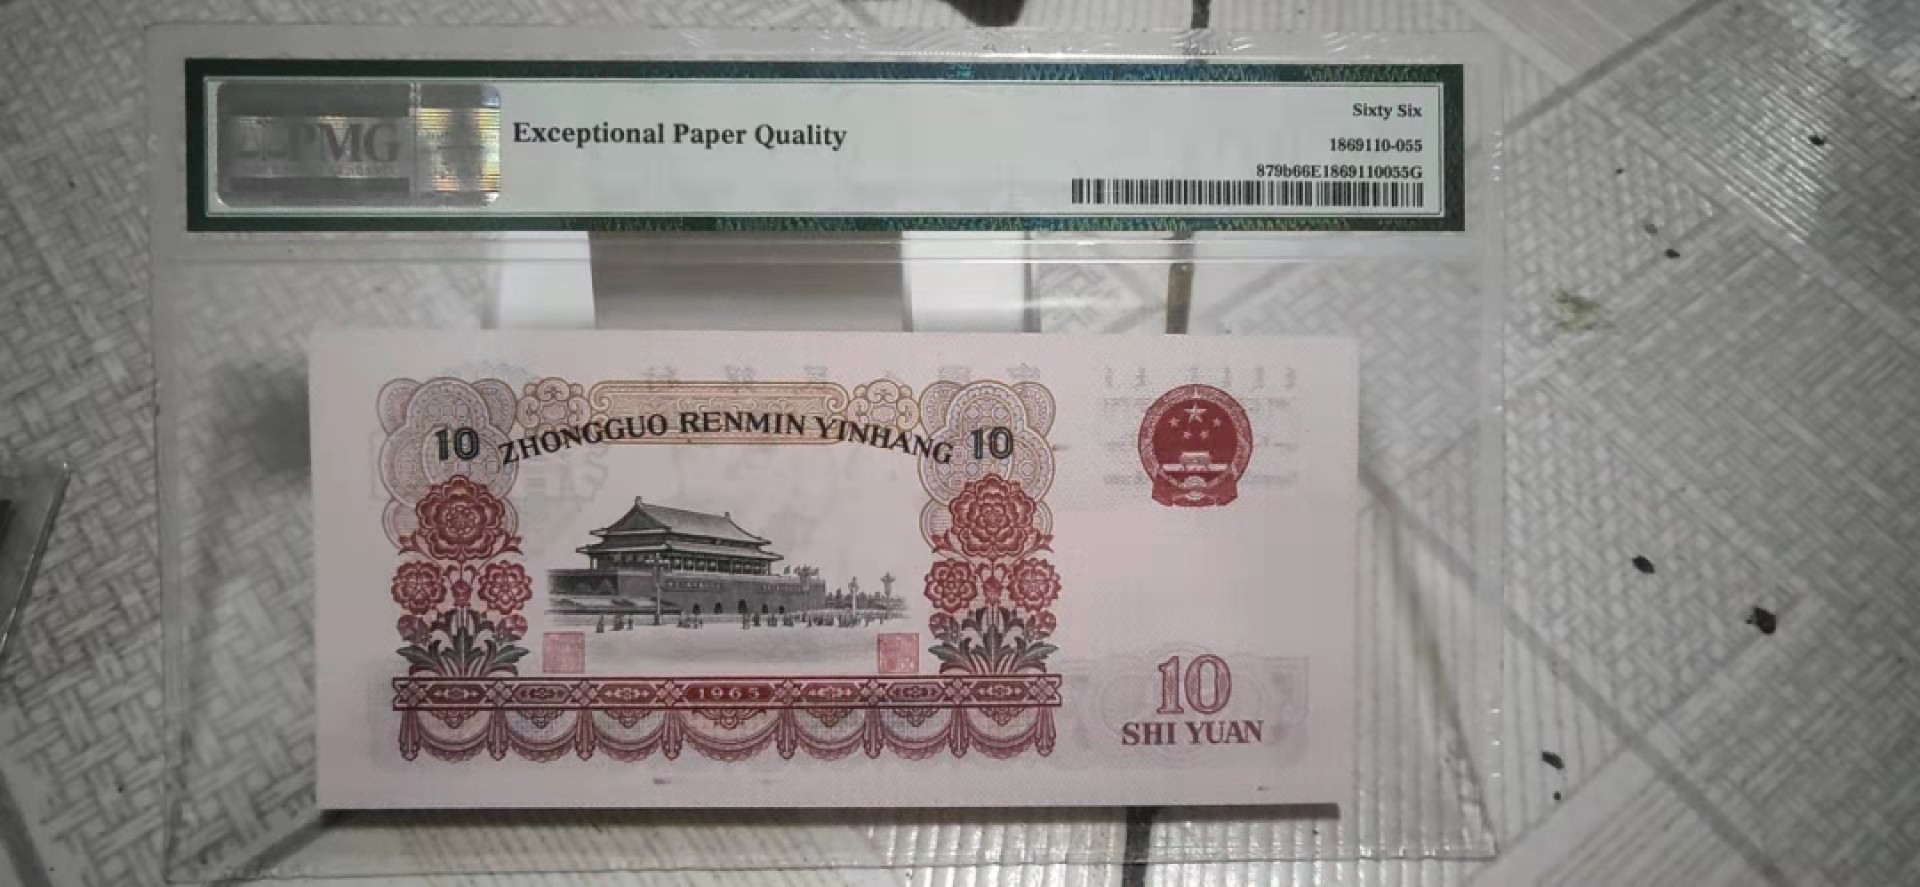 PMG
Exceptional Paper Quality
Sixty Six
1869110-055
879b66E1869110055G
10 ZHONGGUO RENMIN YINHANG 10
1965
10
SHI YUAN